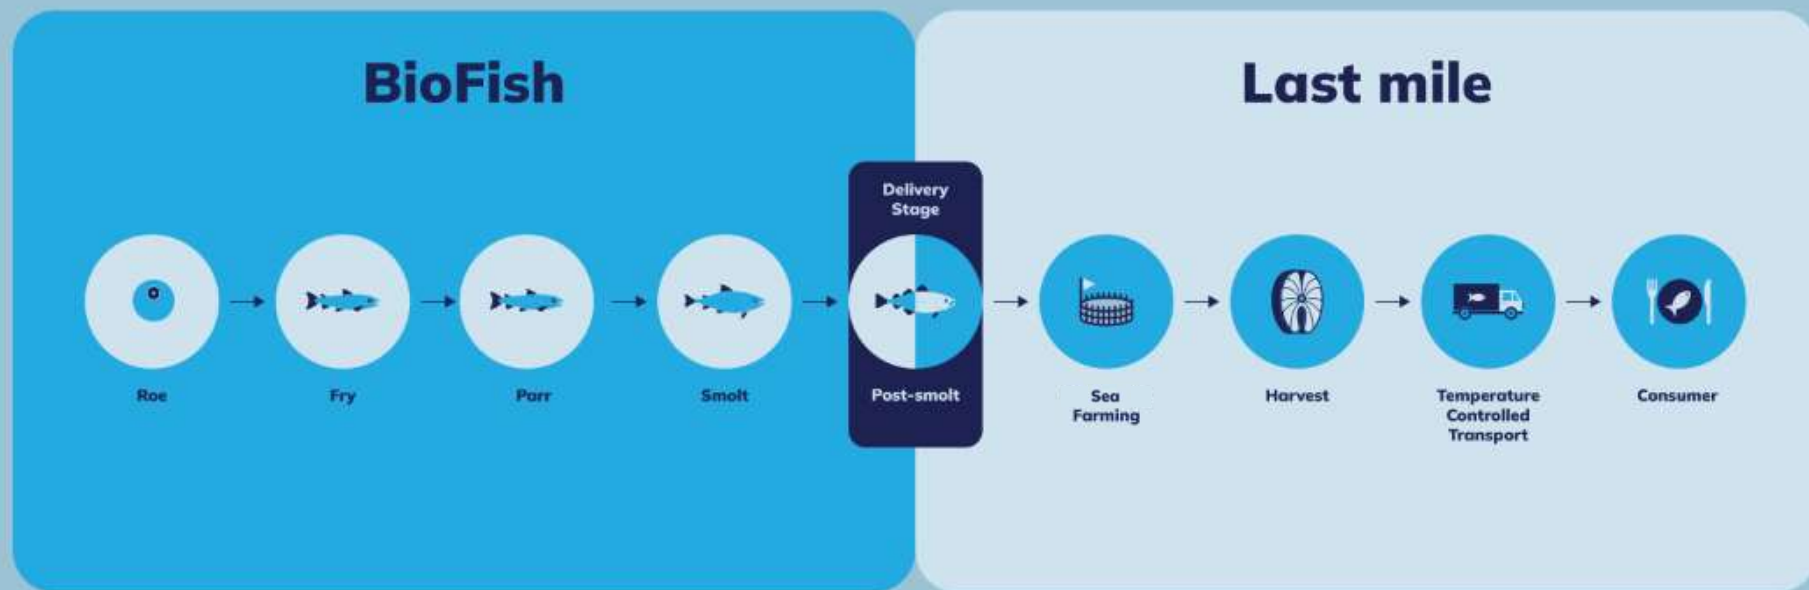 BioFish
Last mile
Delivery
Stage
Roe
Fry
Parr
Smolt
Post-smolt
Sea
Farming
Harvest
Temperature
Controlled
Transport
Consumer